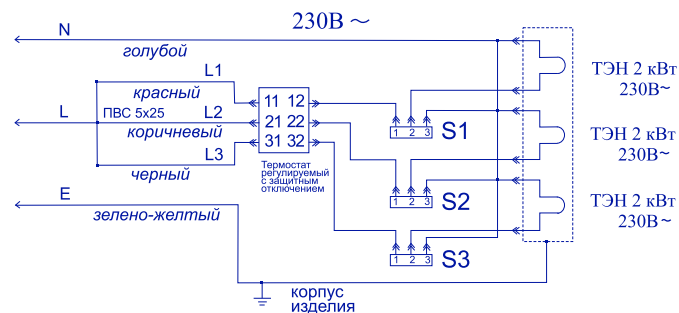 230В ~
N
голубой
L1
красный
L
ПВС 5х25
L2
коричневый
L3
черный
E
зелено-желтый
11 12
21 22
31 32
Термостат
регулируемый
с защитным
отключением
1 2 3
S1
1 2 3
S2
1 2 3
S3
ТЭН 2 кВт
230В~
ТЭН 2 кВт
230В~
ТЭН 2 кВт
230В~
корпус
изделия